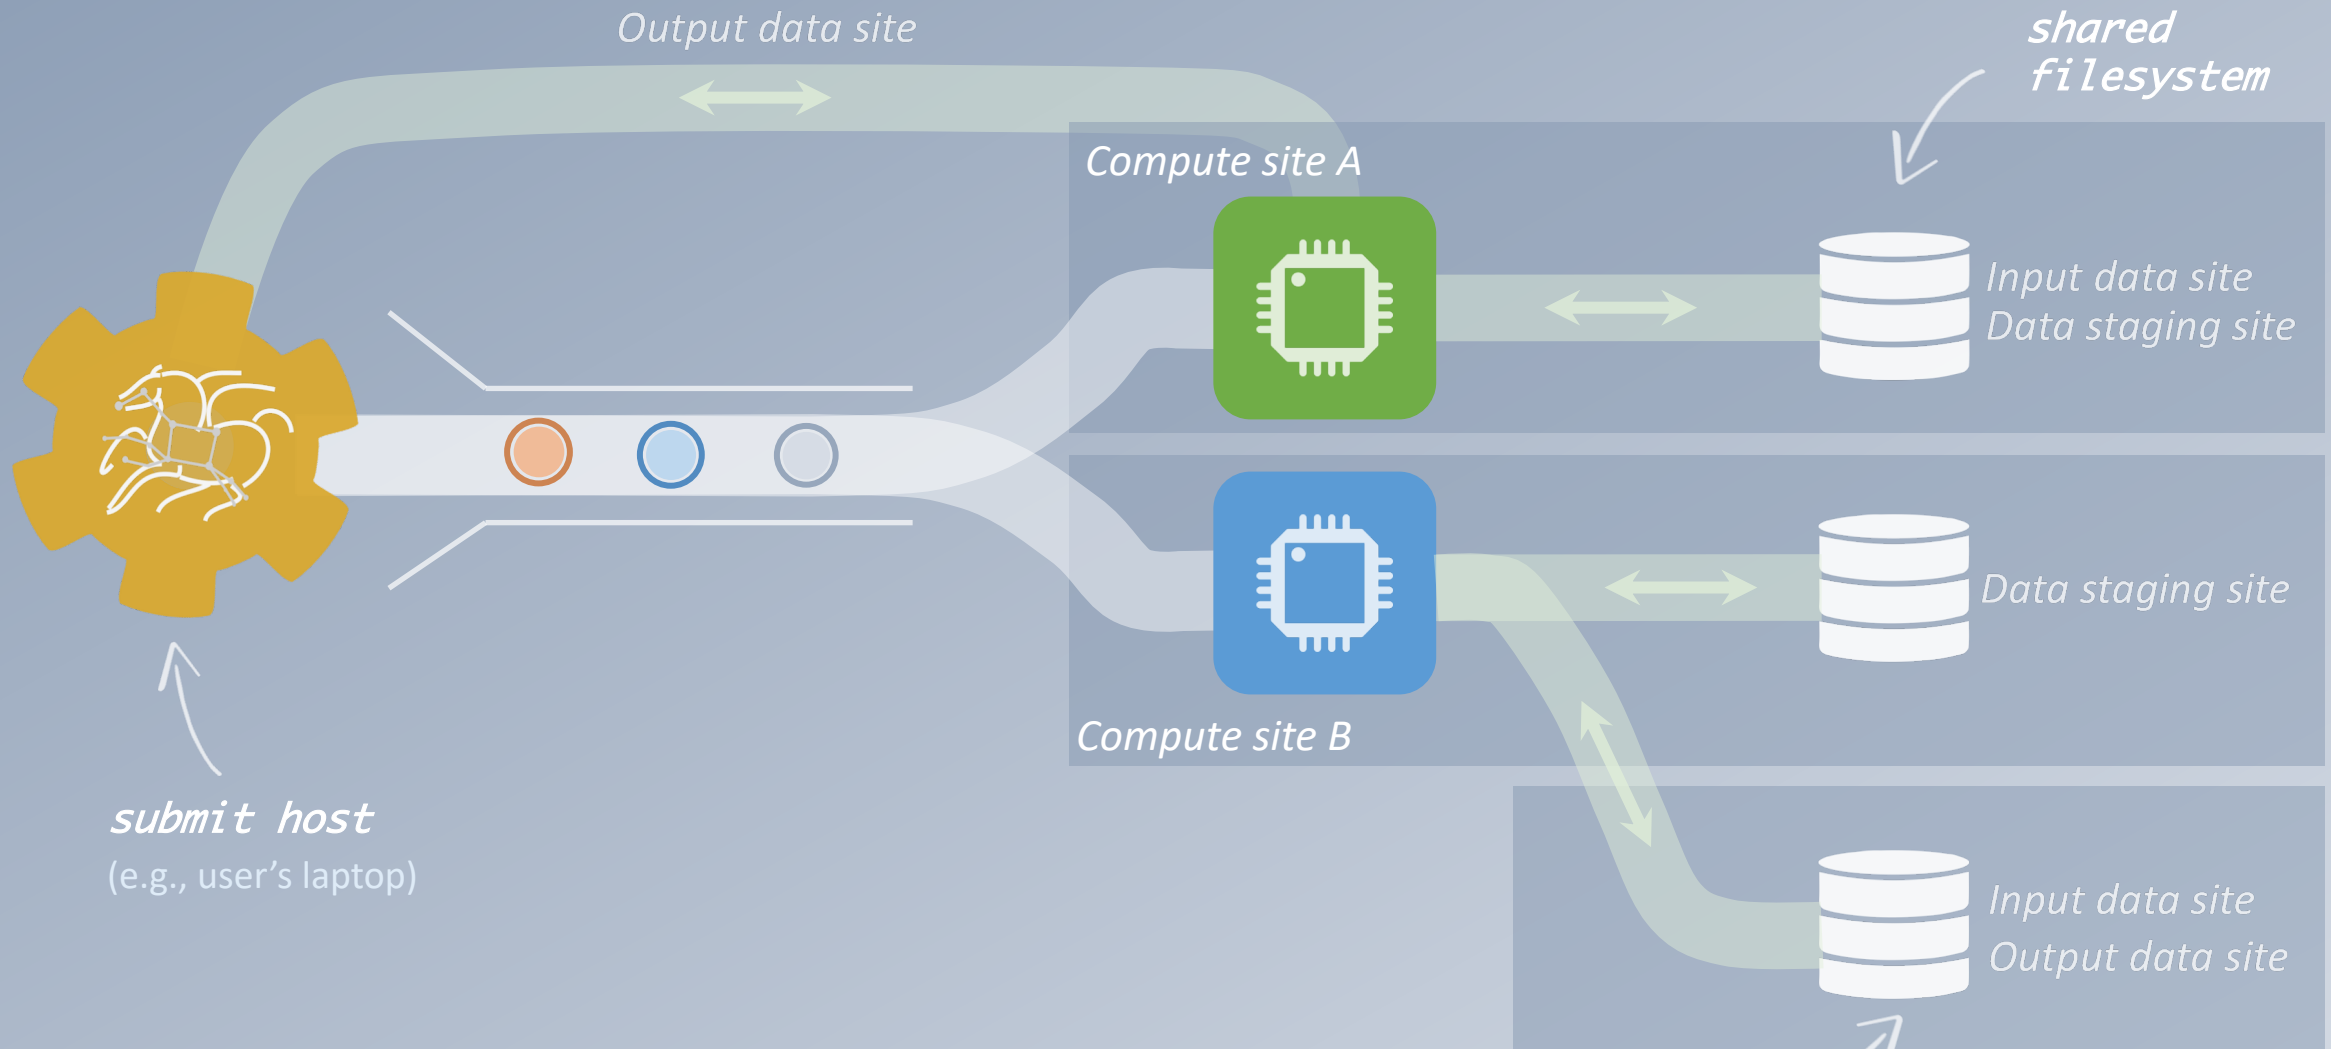 Output data site
shared
filesystem
Compute site A
Input data site
Data staging site
Data staging site
Compute site B
submit host
(e.g., user’s laptop)
Input data site
Output data site